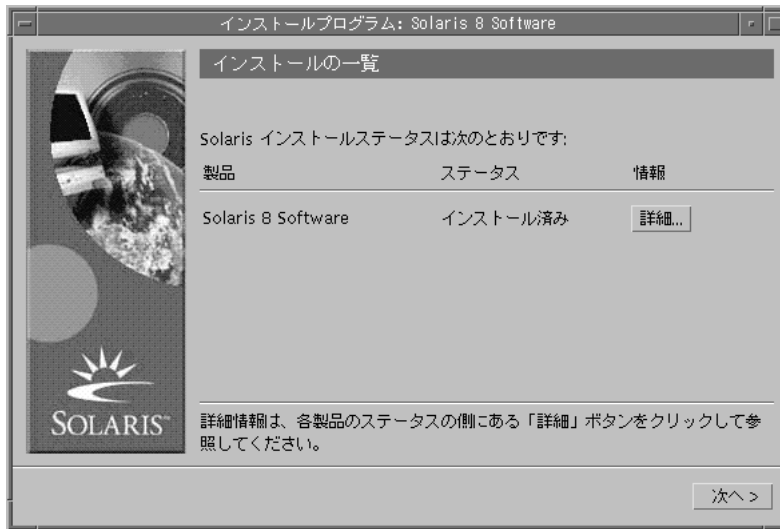 インストールプログラム: Solaris 8 Software
インストールの一覧
Solaris インストールステータスは次のとおりです:
製品 ステータス 情報
Solaris 8 Software インストール済み 詳細...
SOLARIS™
詳細情報は、各製品のステータスの側にある「詳細」ボタンをクリックして参
照してください。
次へ >